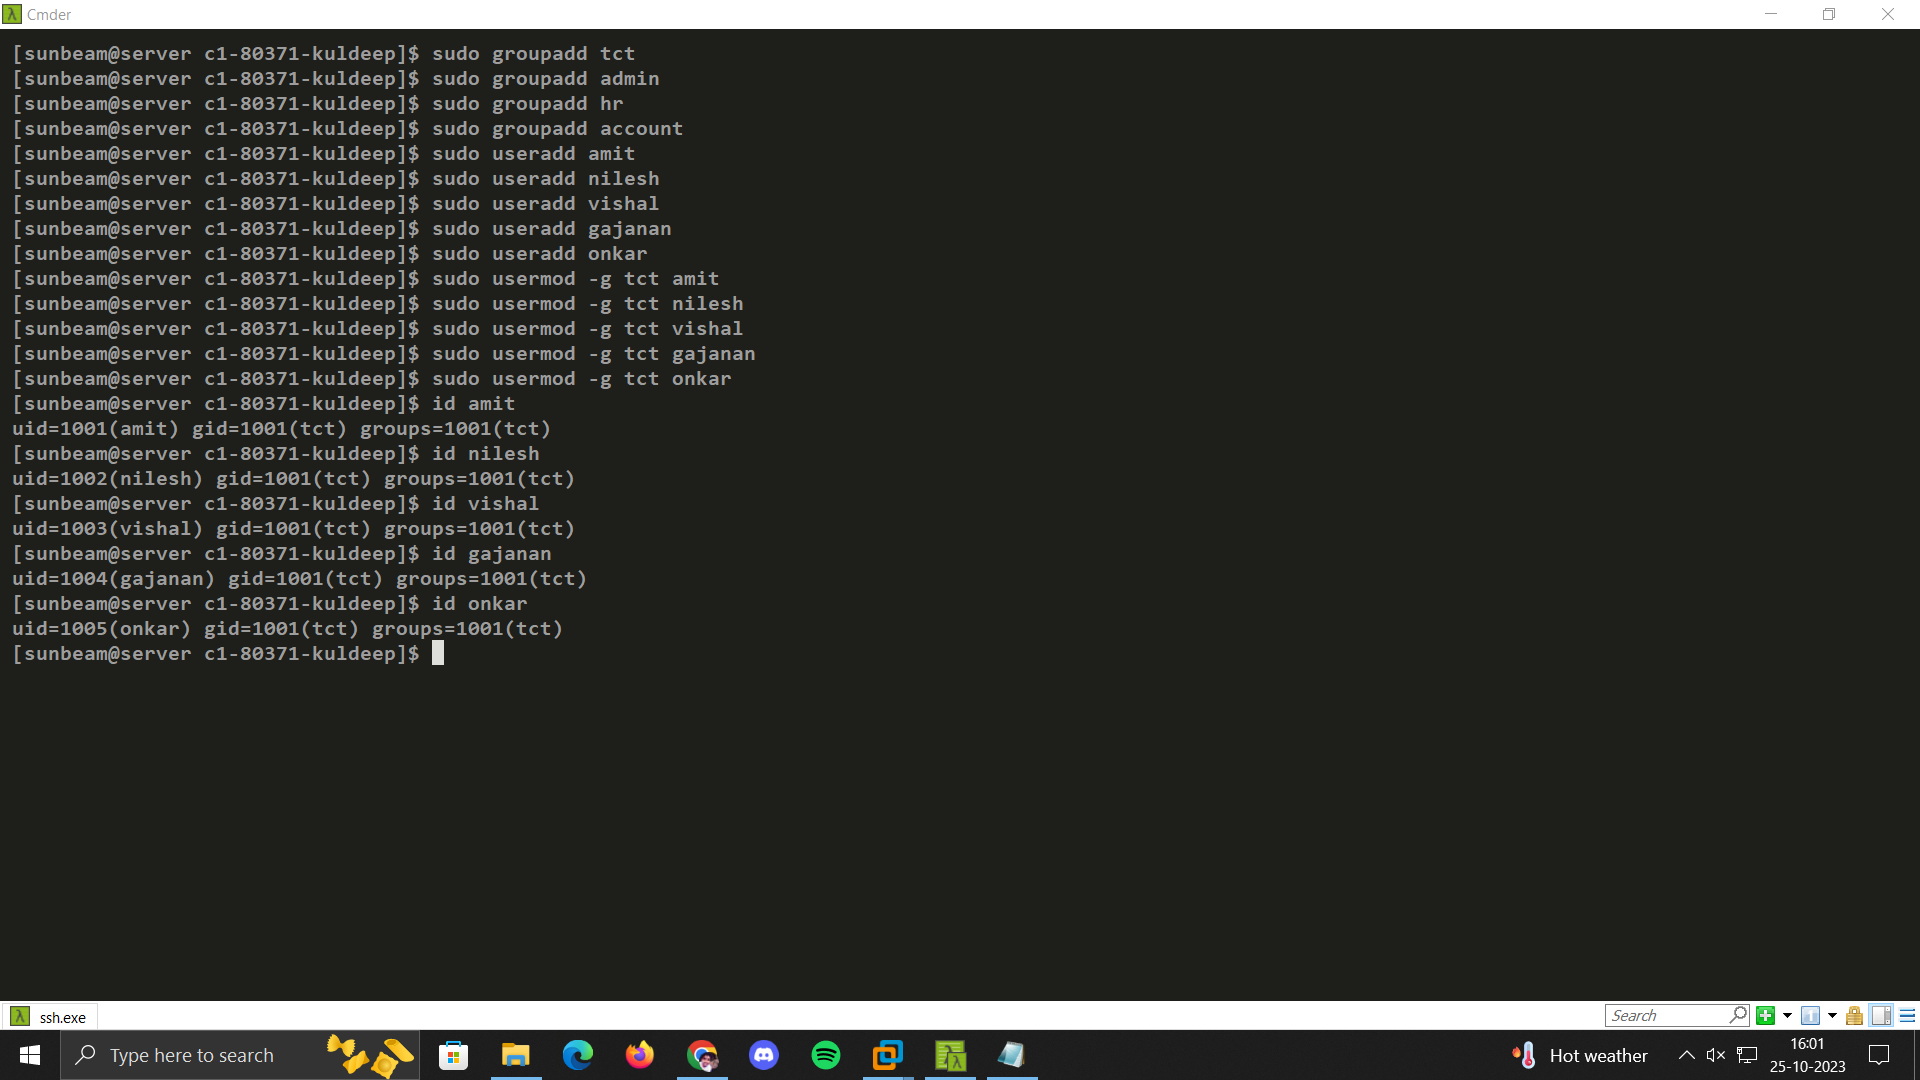 Cmder
[sunbeam@server c1-80371-kuldeep]$ sudo groupadd tct
[sunbeam@server c1-80371-kuldeep]$ sudo groupadd admin
[sunbeam@server c1-80371-kuldeep]$ sudo groupadd hr
[sunbeam@server c1-80371-kuldeep]$ sudo groupadd account
[sunbeam@server c1-80371-kuldeep]$ sudo useradd amit
[sunbeam@server c1-80371-kuldeep]$ sudo useradd nilesh
[sunbeam@server c1-80371-kuldeep]$ sudo useradd vishal
[sunbeam@server c1-80371-kuldeep]$ sudo useradd gajanan
[sunbeam@server c1-80371-kuldeep]$ sudo useradd onkar
[sunbeam@server c1-80371-kuldeep]$ sudo usermod -g tct amit
[sunbeam@server c1-80371-kuldeep]$ sudo usermod -g tct nilesh
[sunbeam@server c1-80371-kuldeep]$ sudo usermod -g tct vishal
[sunbeam@server c1-80371-kuldeep]$ sudo usermod -g tct gajanan
[sunbeam@server c1-80371-kuldeep]$ sudo usermod -g tct onkar
[sunbeam@server c1-80371-kuldeep]$ id amit
uid=1001(amit) gid=1001(tct) groups=1001(tct)
[sunbeam@server c1-80371-kuldeep]$ id nilesh
uid=1002(nilesh) gid=1001(tct) groups=1001(tct)
[sunbeam@server c1-80371-kuldeep]$ id vishal
uid=1003(vishal) gid=1001(tct) groups=1001(tct)
[sunbeam@server c1-80371-kuldeep]$ id gajanan
uid=1004(gajanan) gid=1001(tct) groups=1001(tct)
[sunbeam@server c1-80371-kuldeep]$ id onkar
uid=1005(onkar) gid=1001(tct) groups=1001(tct)
[sunbeam@server c1-80371-kuldeep]$
ssh.exe
Search
Type here to search
Hot weather
16:01
25-10-2023